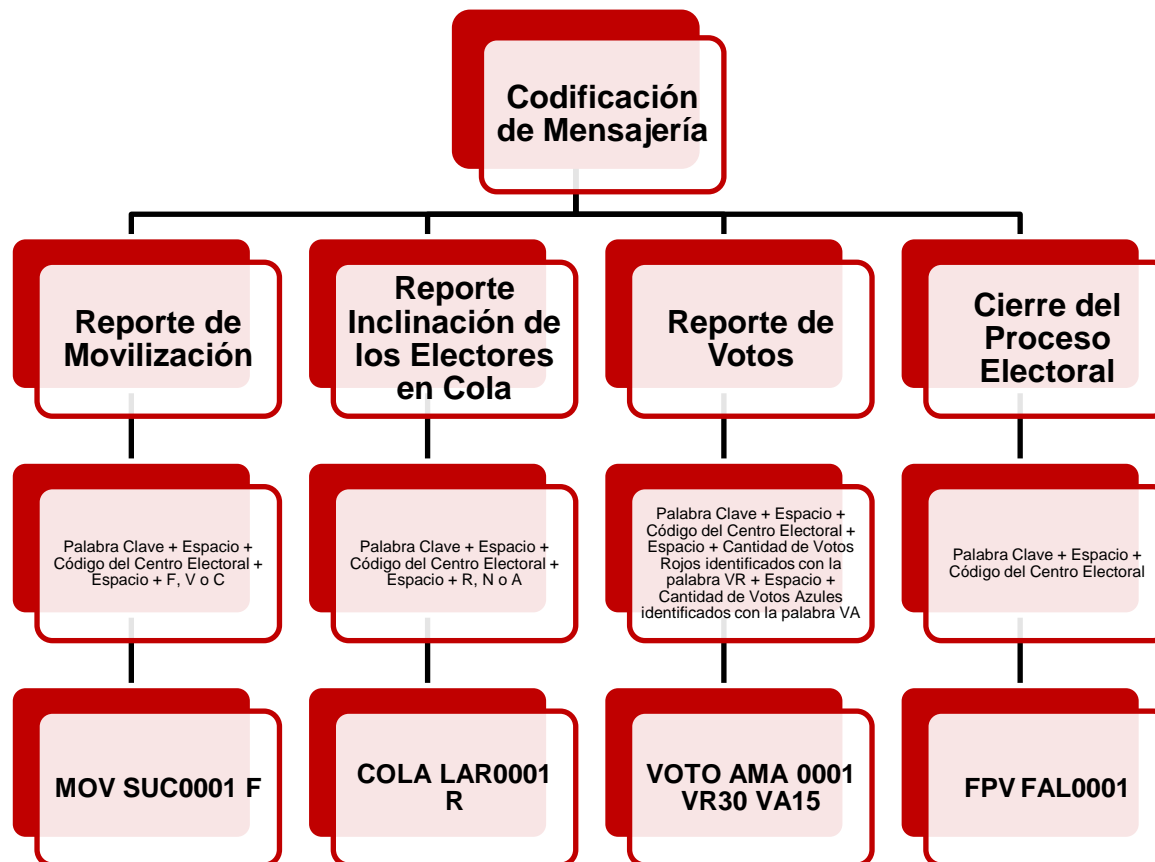 Codificación
de Mensajería
Reporte de
Movilización
Reporte
Inclinación de
los Electores
en Cola
Reporte de
Votos
Cierre del
Proceso
Electoral
Palabra Clave + Espacio +
Código del Centro Electoral +
Espacio + F, V o C
Palabra Clave + Espacio +
Código del Centro Electoral +
Espacio + R, N o A
Palabra Clave + Espacio +
Código del Centro Electoral +
Espacio + Cantidad de Votos
Rojos identificados con la
palabra VR + Espacio +
Cantidad de Votos Azules
identificados con la palabra VA
Palabra Clave + Espacio +
Código del Centro Electoral
MOV SUC0001 F
COLA LAR0001
R
VOTO AMA 0001
VR30 VA15
FPV FAL0001